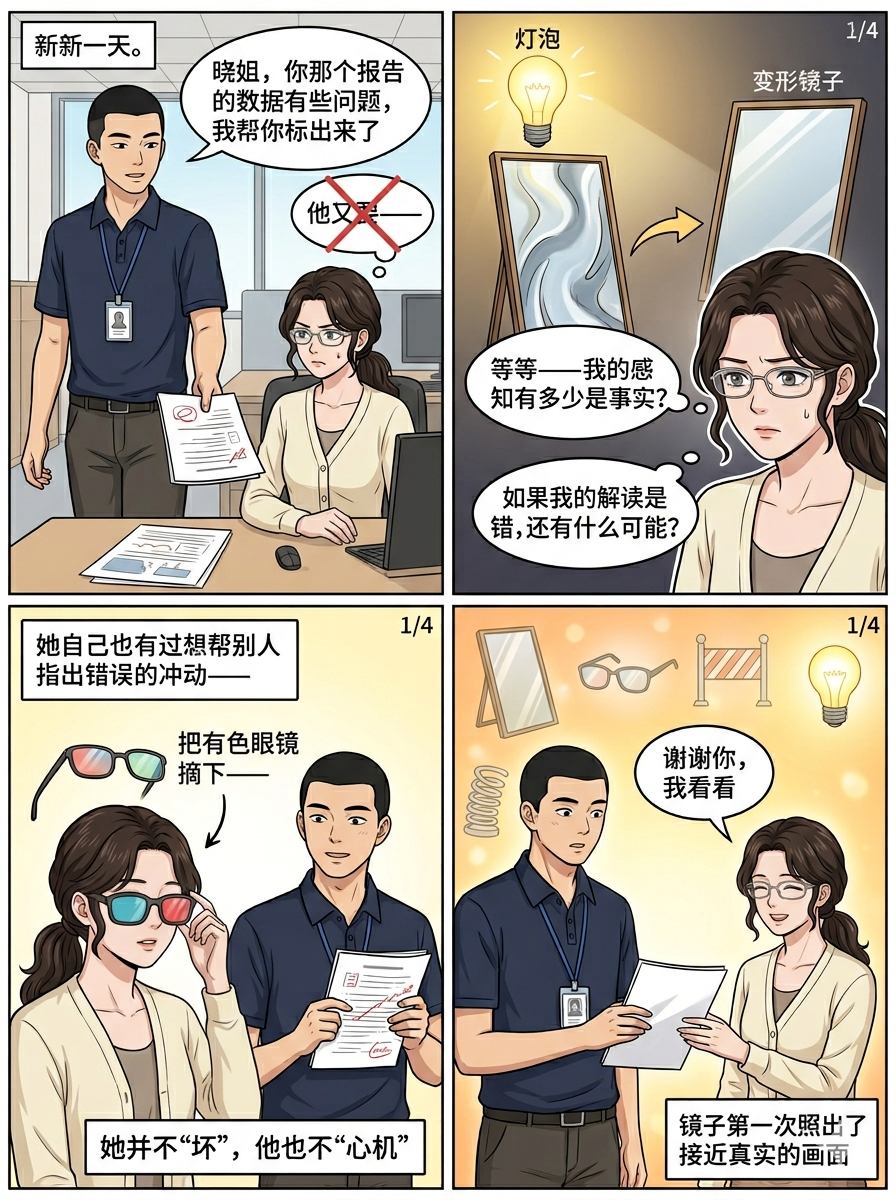 新新一天。
晓姐，你那个报告
的数据有些问题，
我帮你标出来了
他又要——
1/4
灯泡
变形镜子
等等——我的感
知有多少是事实？
如果我的解读是
错，还有什么可能？
1/4
她自己也有过想帮别人
指出错误的冲动——
把有色眼镜
摘下——
她并不“坏”，他也不“心机”
1/4
谢谢你，
我看看
镜子第一次照出了
接近真实的画面